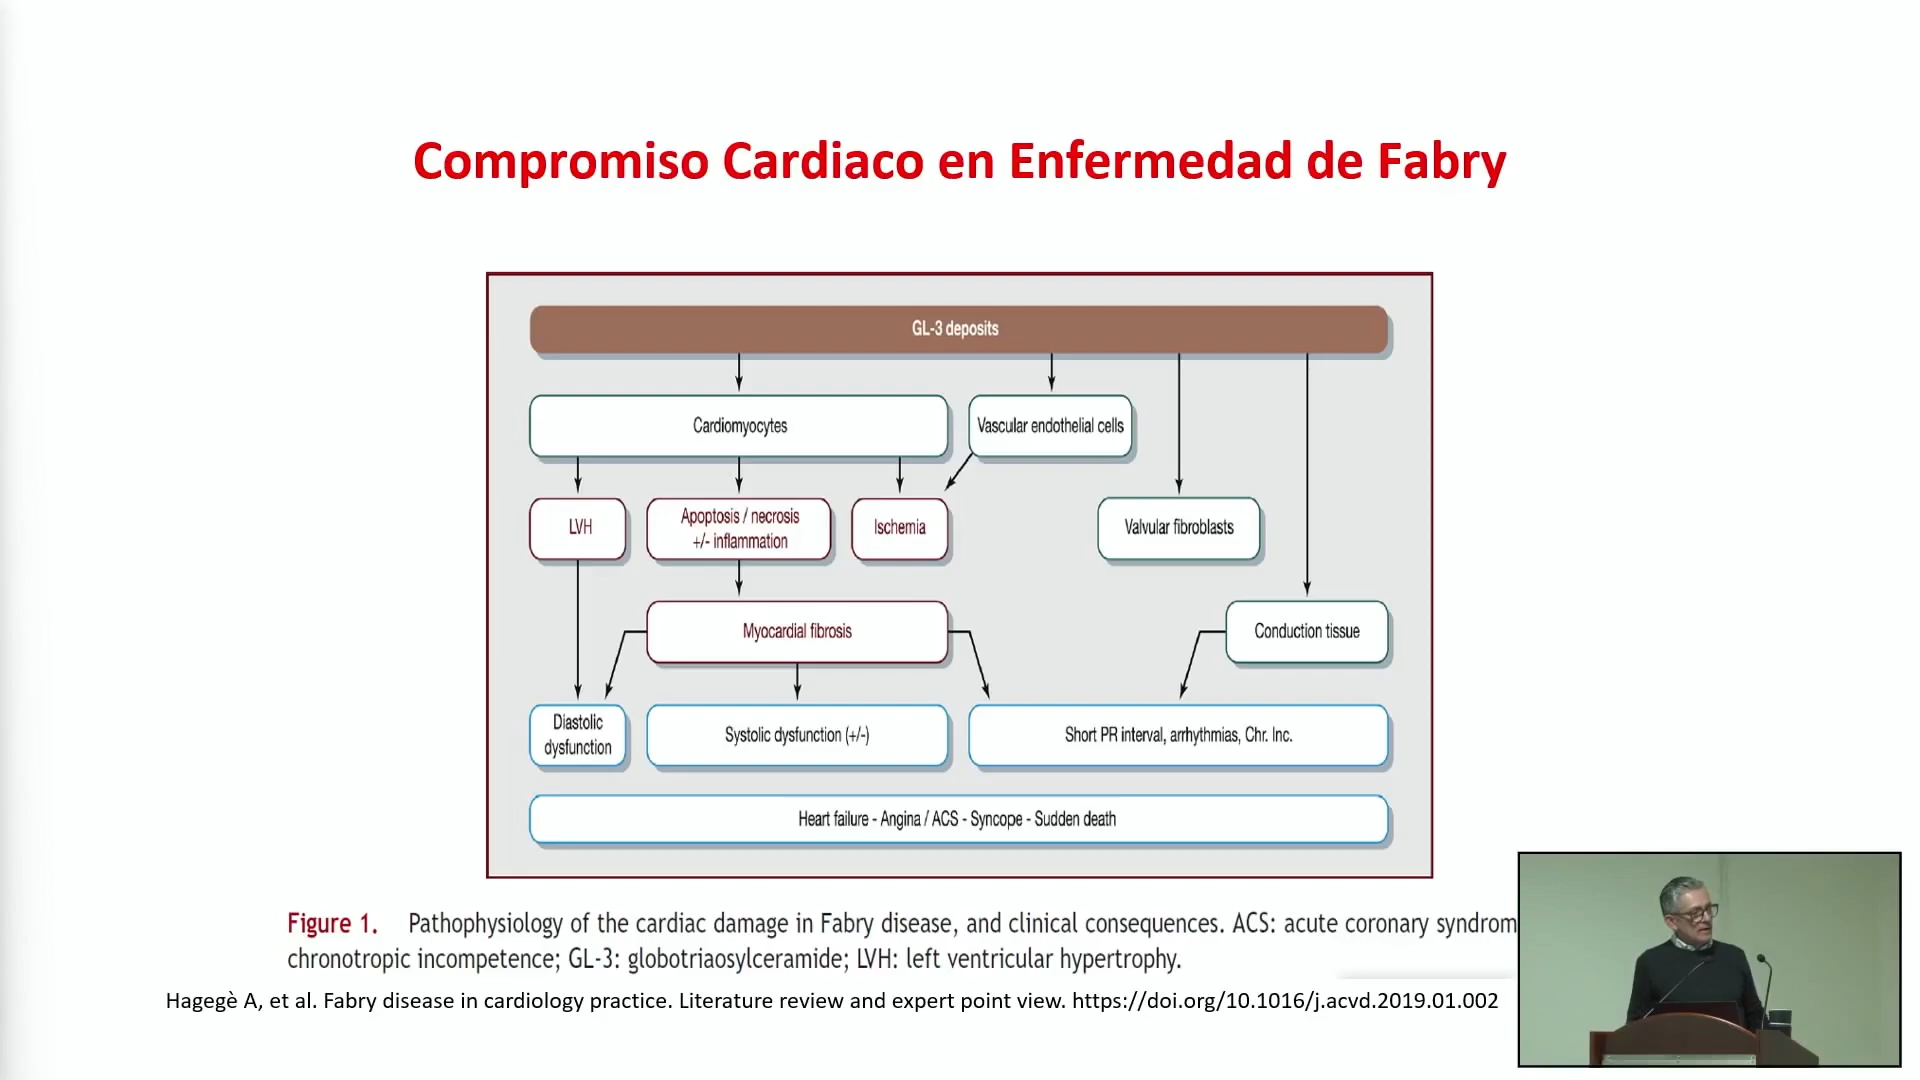 Compromiso Cardiaco en Enfermedad de Fabry
GL-3 deposits
Cardiomyocytes
Vascular endothelial cells
LVH
Apoptosis / necrosis
+/- inflammation
Ischemia
Valvular fibroblasts
Myocardial fibrosis
Conduction tissue
Diastolic
dysfunction
Systolic dysfunction (+/-)
Short PR interval, arrhythmias, Chr. Inc.
Heart failure - Angina / ACS - Syncope - Sudden death
Figure 1. Pathophysiology of the cardiac damage in Fabry disease, and clinical consequences. ACS: acute coronary syndrom
chronotropic incompetence; GL-3: globotriaosylceramide; LVH: left ventricular hypertrophy.
Hagegè A, et al. Fabry disease in cardiology practice. Literature review and expert point view. https://doi.org/10.1016/j.acvd.2019.01.002